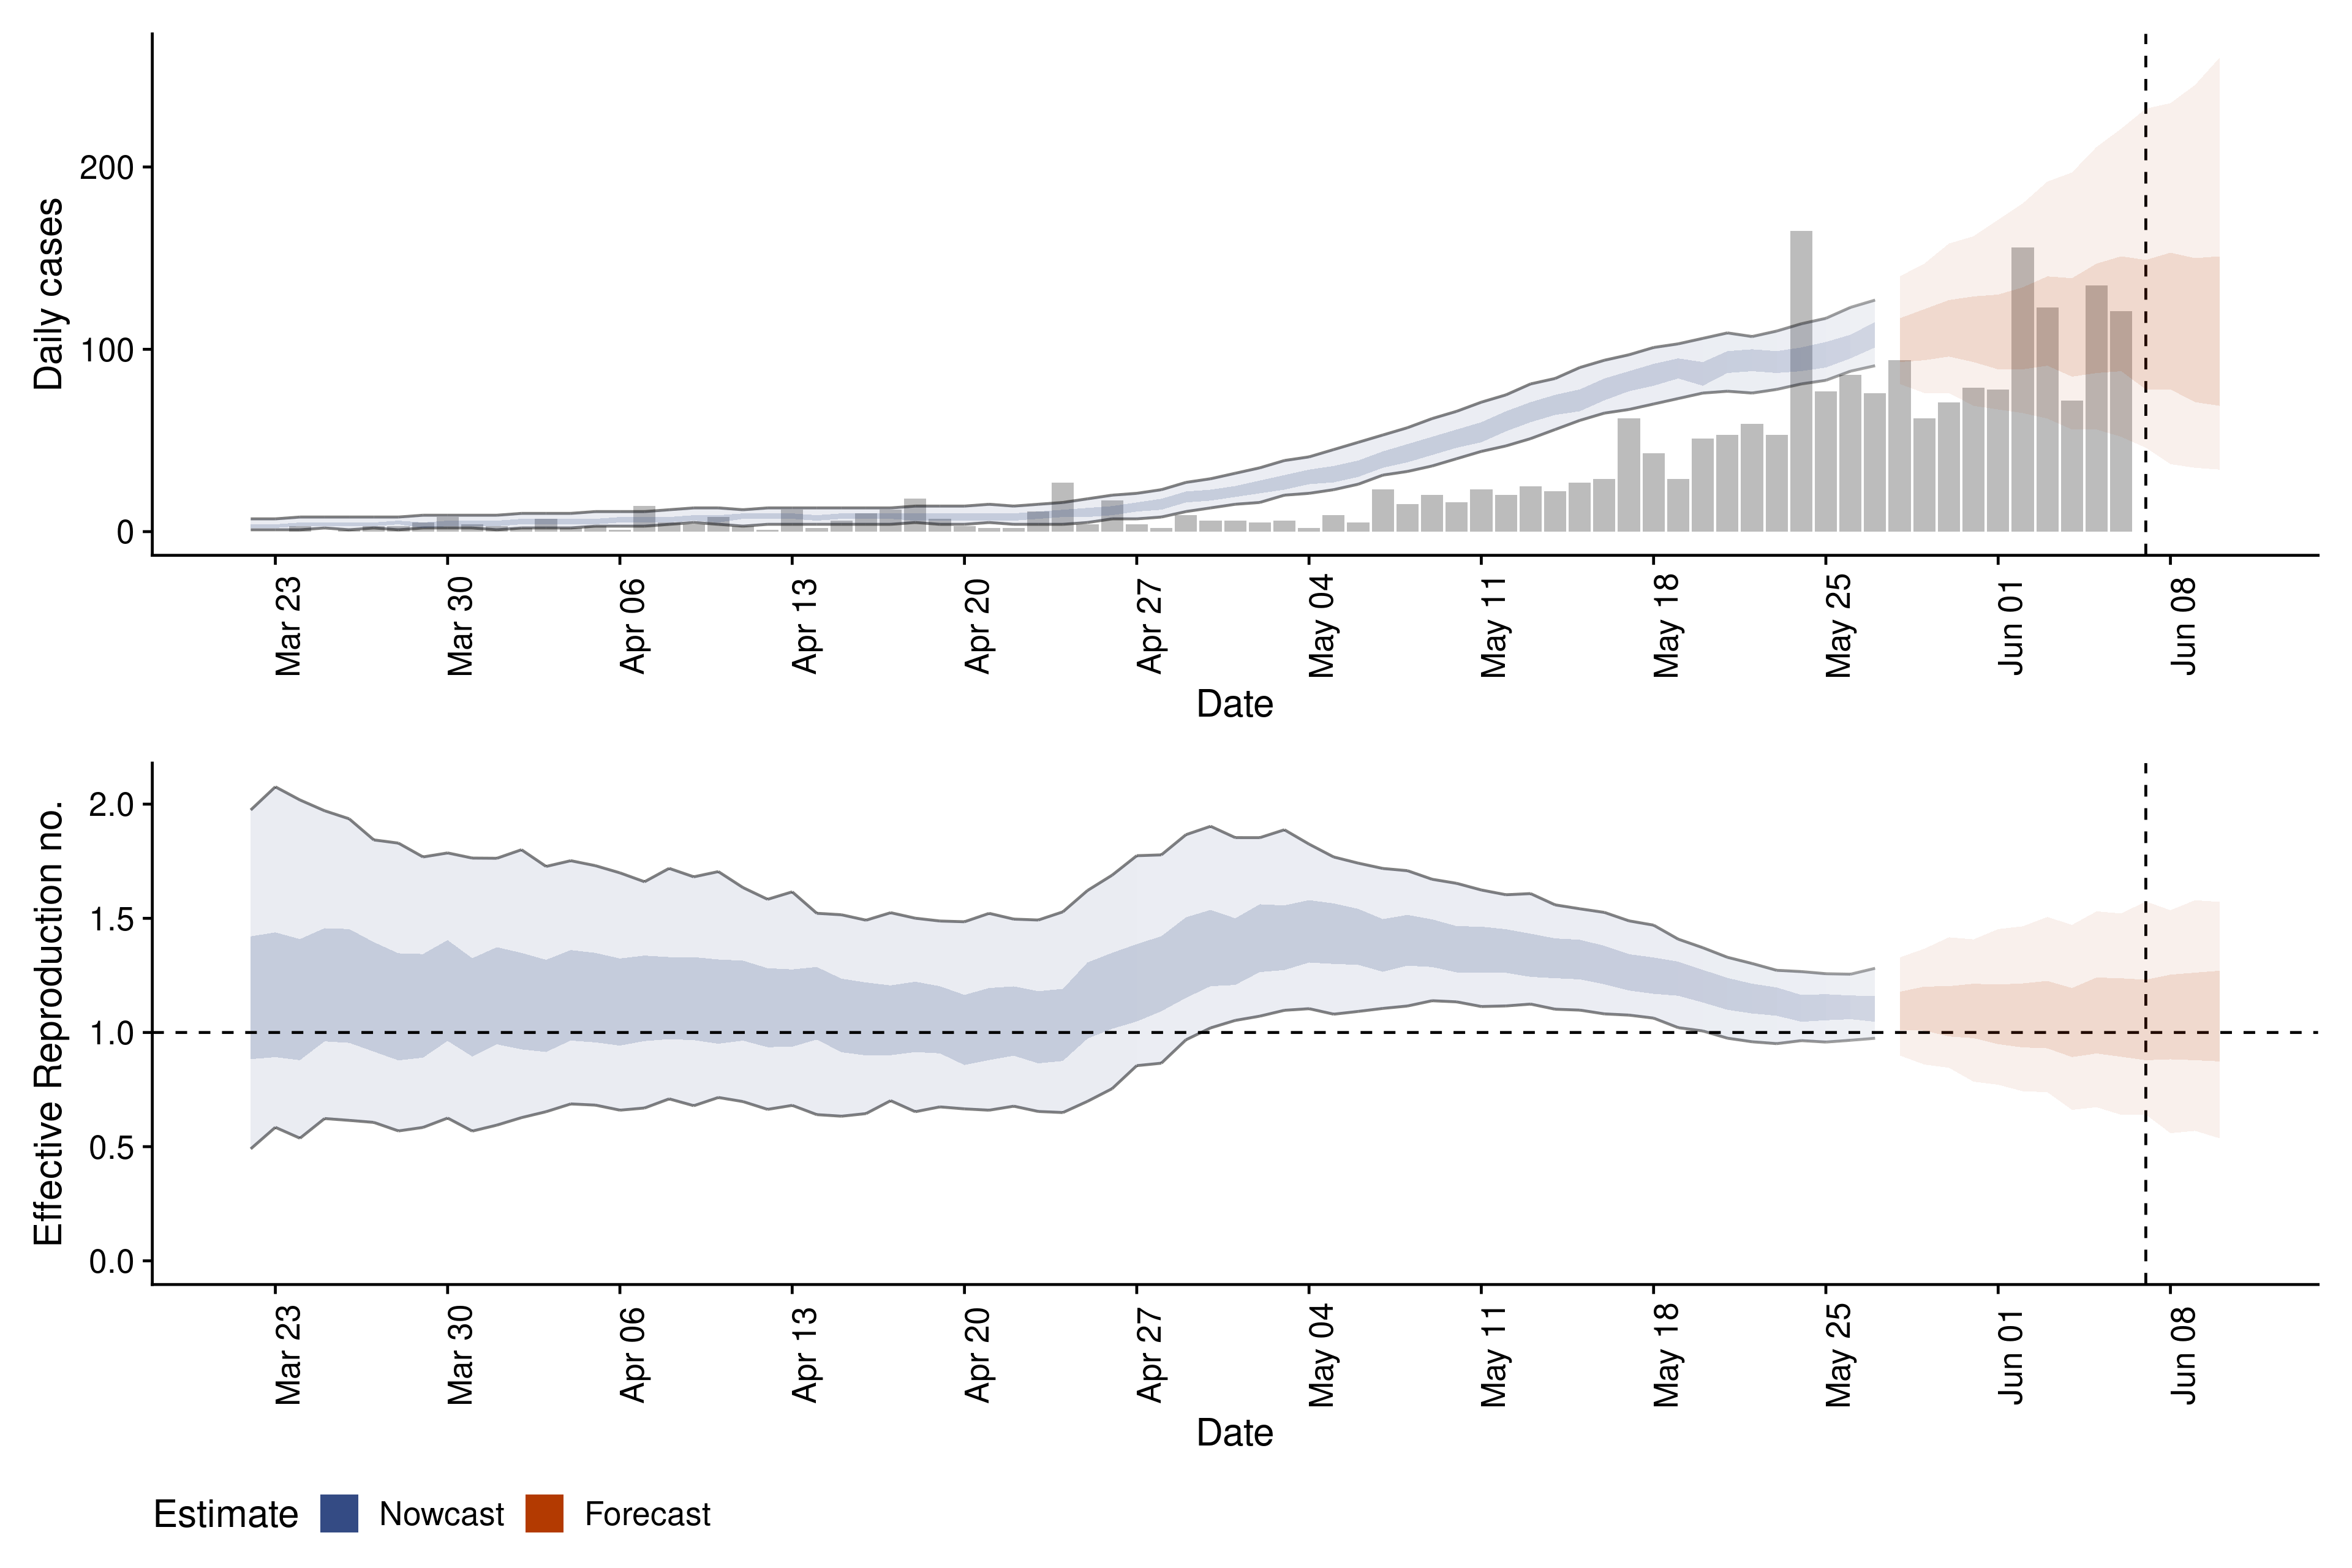 Daily cases
200
100
0
Mar 23
Mar 30
Apr 06
Apr 13
Apr 20
Apr 27
May 04
May 11
May 18
May 25
Jun 01
Jun 08
Date
Effective Reproduction no.
2.0
1.5
1.0
0.5
0.0
Mar 23
Mar 30
Apr 06
Apr 13
Apr 20
Apr 27
May 04
May 11
May 18
May 25
Jun 01
Jun 08
Date
Estimate Nowcast Forecast